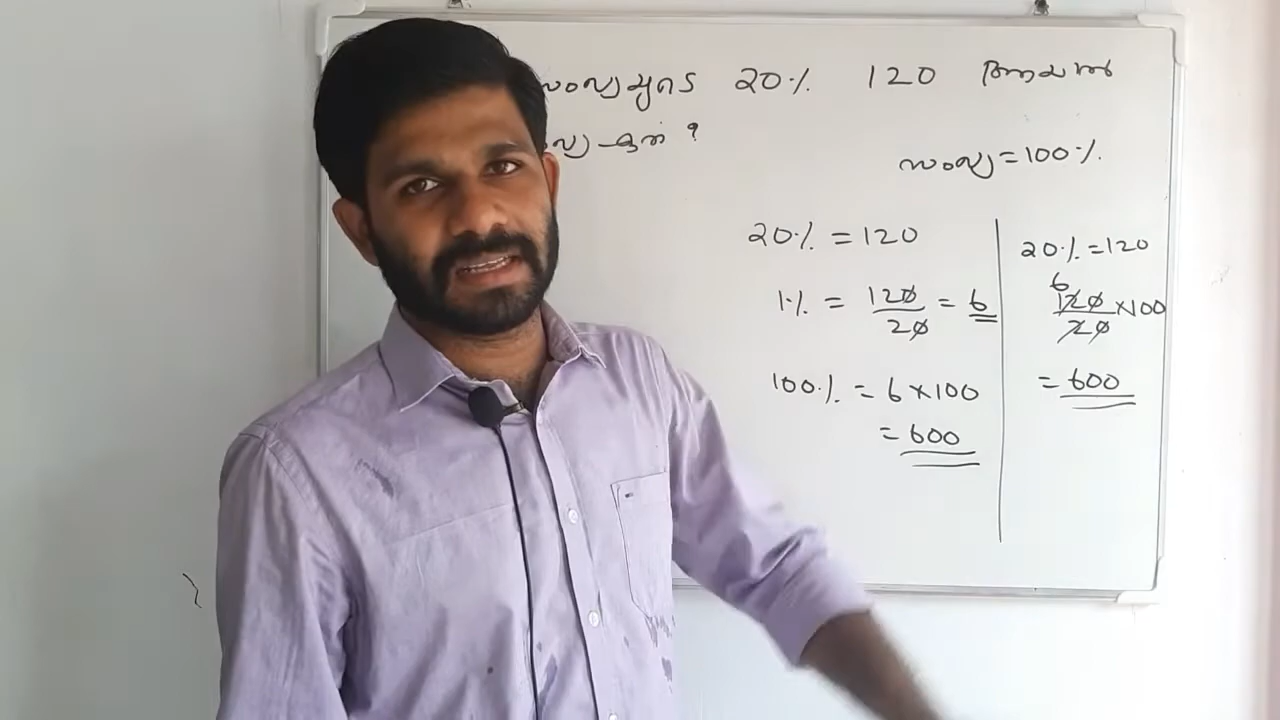 സംഖ്യയുടെ 20% 120 ആയാൽ
എത്ര ?
സംഖ്യ = 100%
20% = 120
1% = 120/20 = 6
100% = 6 × 100
= 600
20% = 120
6
120/20 × 100
= 600